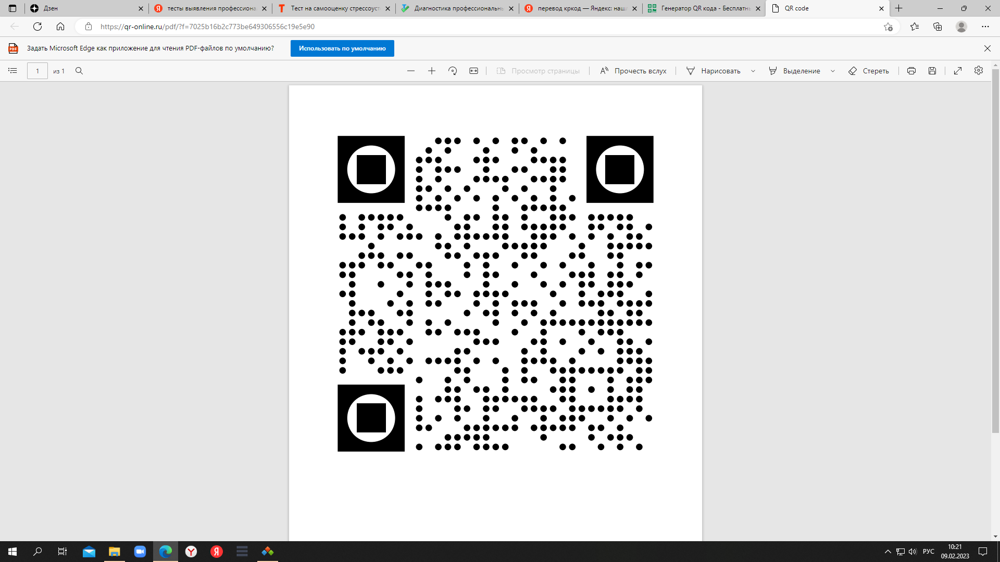 Дзен
тесты выявления профессиона
Тест на самооценку стрессоуст
Диагностика профессиональн
перевод кркод — Яндекс: наш
Генератор QR кода - Бесплатн
QR code
https://qr-online.ru/pdf/?f=7025b16b2c773be649306556c19e5e90
PDF
Задать Microsoft Edge как приложение для чтения PDF-файлов по умолчанию?
Использовать по умолчанию
1
из 1
Просмотр страницы
Прочесть вслух
Нарисовать
Выделение
Стереть
РУС
10:21
09.02.2023